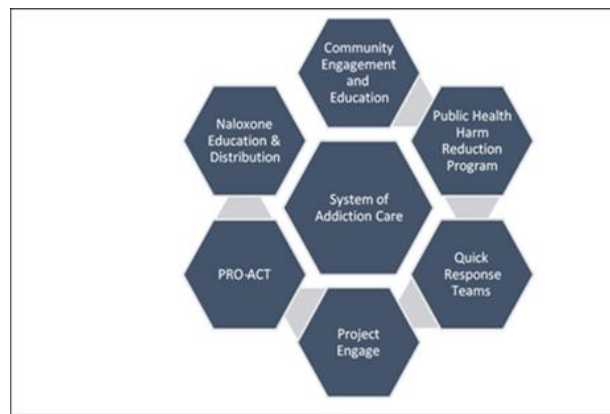 Community
Engagement
and
Education
Naloxone
Education &
Distribution
Public Health
Harm
Reduction
Program
System of
Addiction Care
PRO-ACT
Quick
Response
Teams
Project
Engage